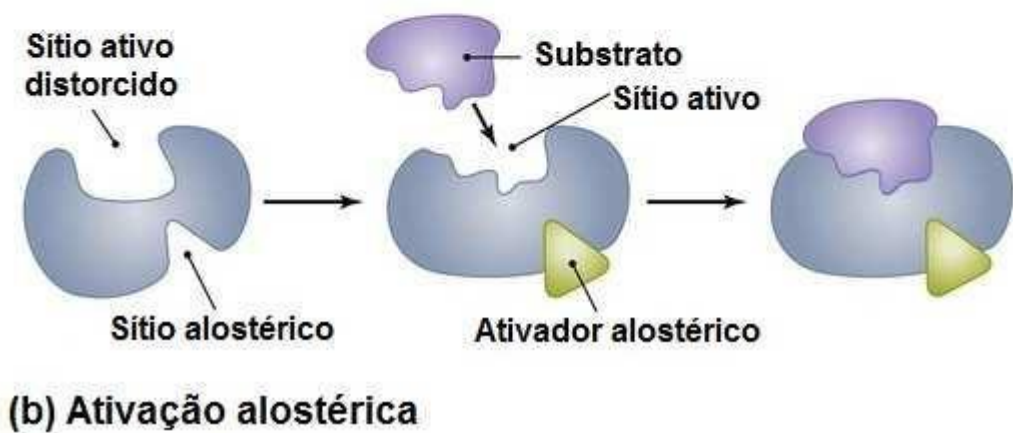 Sítio ativo
distorcido
Substrato
Sítio ativo
Sítio alostérico
Ativador alostérico
(b) Ativação alostérica